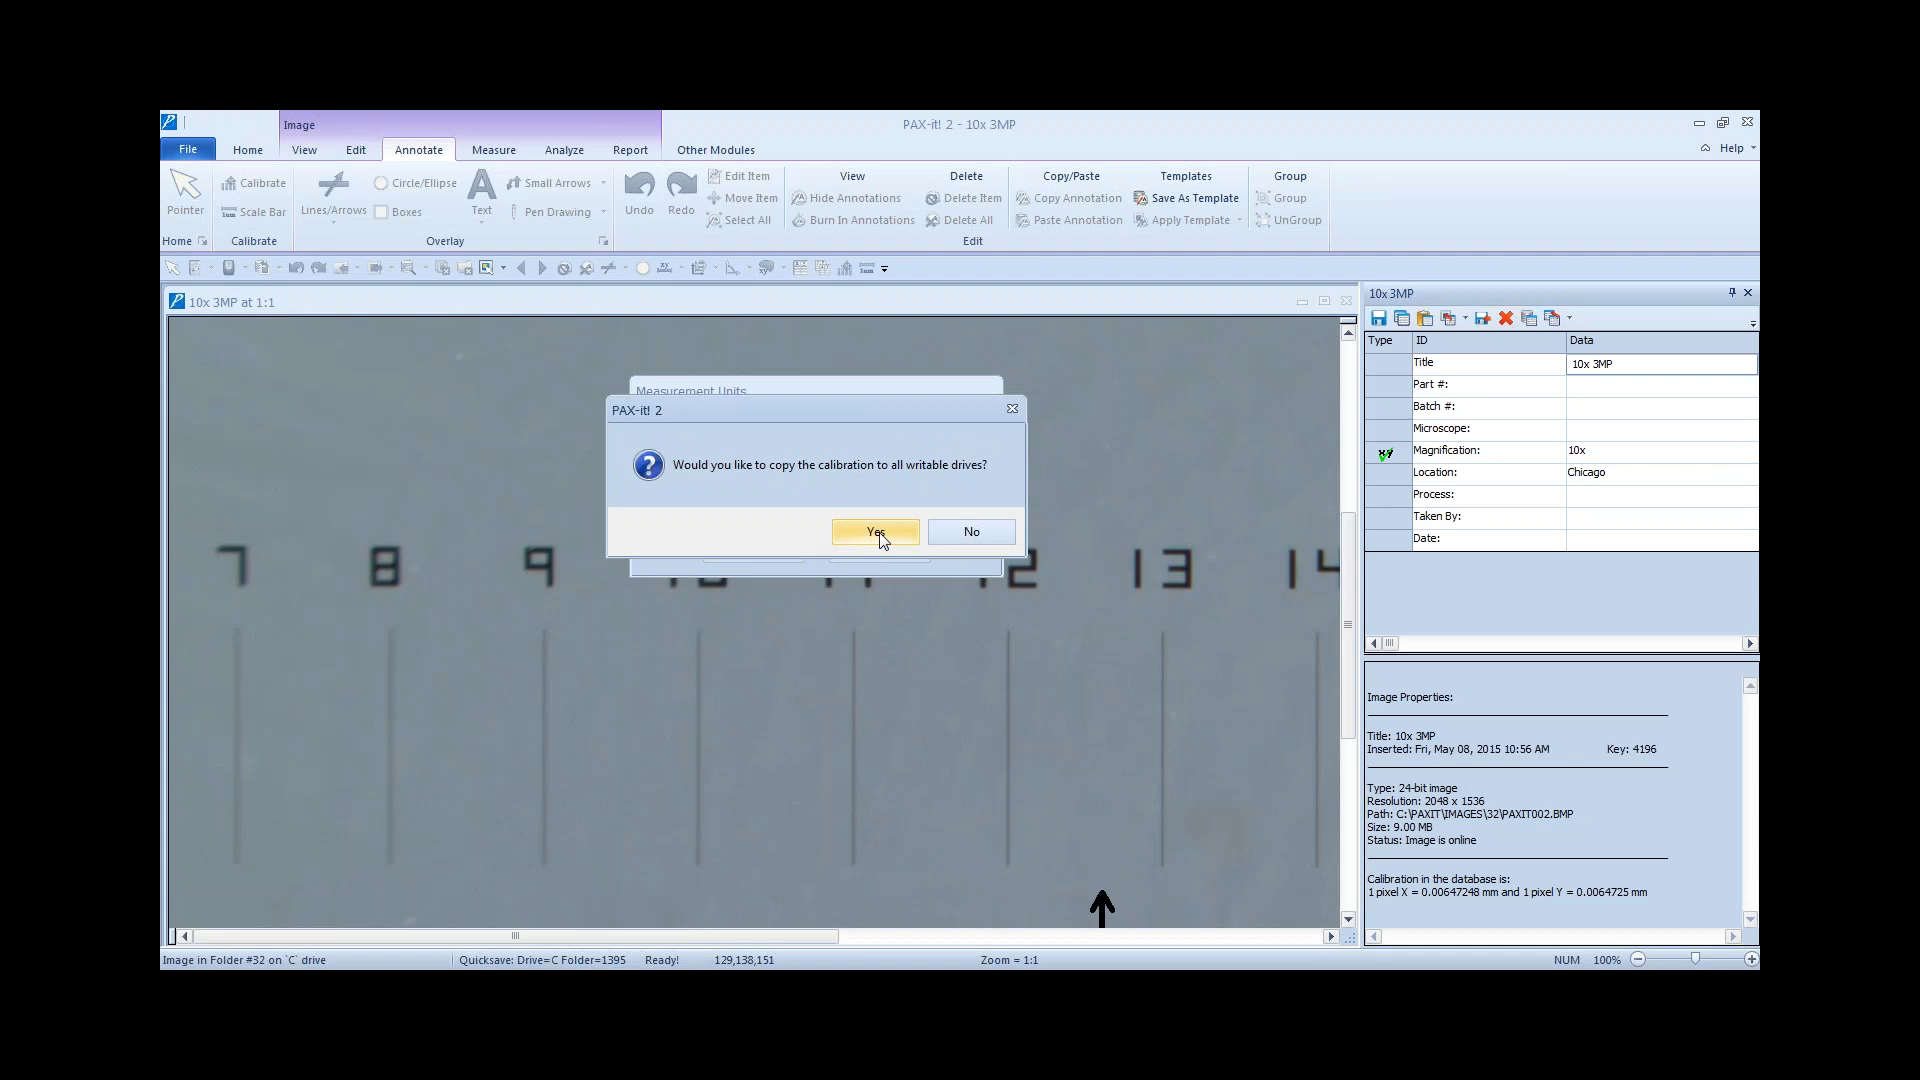 Image
PAX-it! 2 - 10x 3MP
File Home View Edit Annotate Measure Analyze Report Other Modules
Help
Pointer
Calibrate
Scale Bar
Lines/Arrows
Circle/Ellipse
Boxes
Text
Small Arrows
Pen Drawing
Undo
Redo
Edit Item
Move Item
Select All
View
Hide Annotations
Burn In Annotations
Delete
Delete Item
Delete All
Copy/Paste
Copy Annotation
Paste Annotation
Templates
Save As Template
Apply Template
Group
Group
UnGroup
Home Calibrate Overlay Edit
10x 3MP at 1:1
Measurement Units
PAX-it! 2
Would you like to copy the calibration to all writable drives?
Yes No
7 8 9 12 13 14
10x 3MP
Type ID Data
Title 10x 3MP
Part #:
Batch #:
Microscope:
Magnification: 10x
Location: Chicago
Process:
Taken By:
Date:
Image Properties:
Title: 10x 3MP
Inserted: Fri, May 08, 2015 10:56 AM Key: 4196
Type: 24-bit image
Resolution: 2048 x 1536
Path: C:\PAXIT\IMAGES\32\PAXIT002.BMP
Size: 9.00 MB
Status: Image is online
Calibration in the database is:
1 pixel X = 0.00647248 mm and 1 pixel Y = 0.0064725 mm
Image in Folder #32 on `C` drive Quicksave: Drive=C Folder=1395 Ready! 129,138,151 Zoom = 1:1 NUM 100%